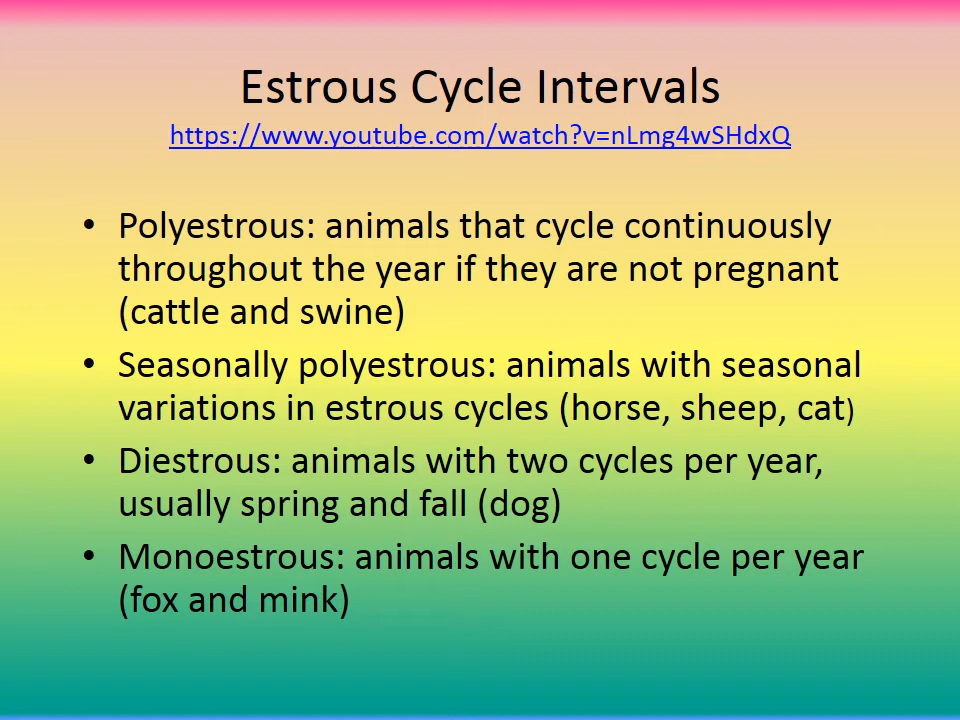 Estrous Cycle Intervals
https://www.youtube.com/watch?v=nLmg4wSHdxQ
• Polyestrous: animals that cycle continuously
throughout the year if they are not pregnant
(cattle and swine)
• Seasonally polyestrous: animals with seasonal
variations in estrous cycles (horse, sheep, cat)
• Diestrous: animals with two cycles per year,
usually spring and fall (dog)
• Monoestrous: animals with one cycle per year
(fox and mink)